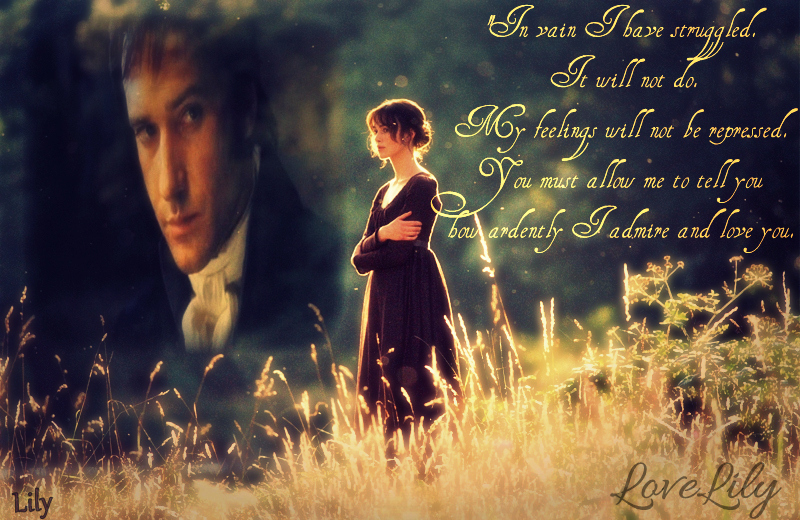 "In vain I have struggled.
It will not do.
My feelings will not be repressed.
You must allow me to tell you
how ardently I admire and love you.
LoveLily
Lily